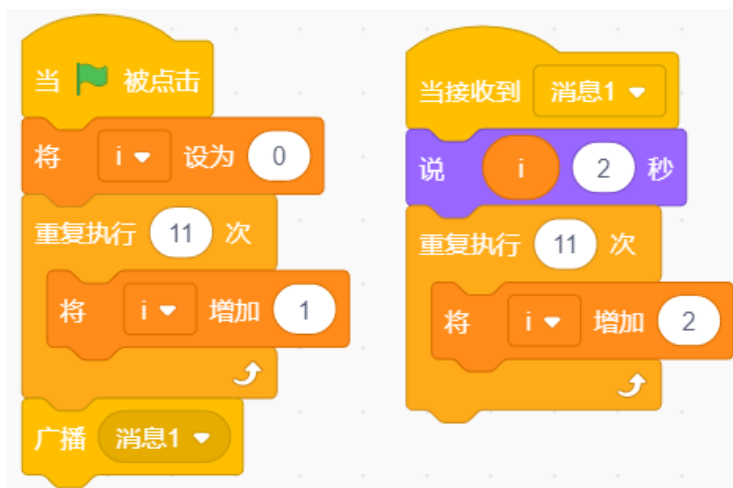 当 被点击
将 i 设为 0
重复执行 11 次
将 i 增加 1
广播 消息1
当接收到 消息1
说 i 2 秒
重复执行 11 次
将 i 增加 2